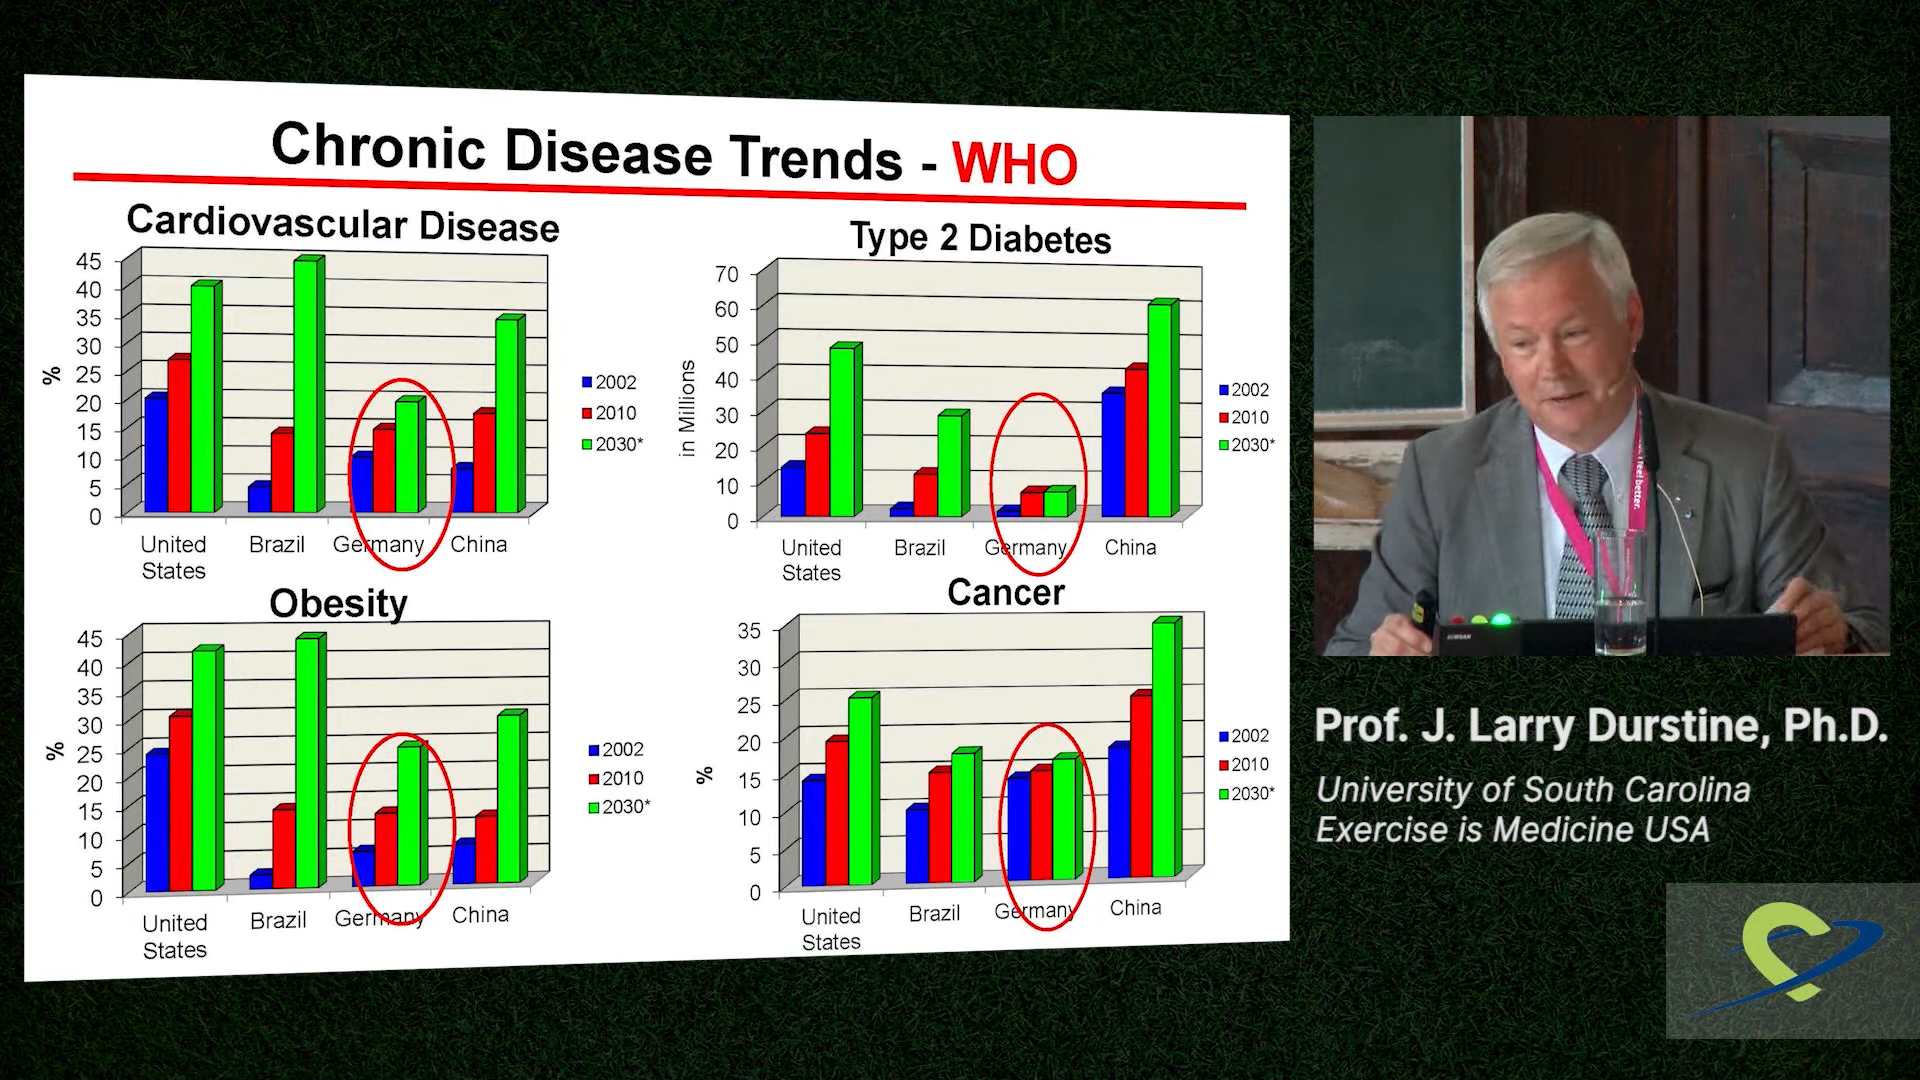 Chronic Disease Trends - WHO
Cardiovascular Disease
%
45
40
35
30
25
20
15
10
5
0
United States
Brazil
Germany
China
2002
2010
2030*
Type 2 Diabetes
in Millions
70
60
50
40
30
20
10
0
United States
Brazil
Germany
China
2002
2010
2030*
Obesity
%
45
40
35
30
25
20
15
10
5
0
United States
Brazil
Germany
China
2002
2010
2030*
Cancer
%
35
30
25
20
15
10
5
0
United States
Brazil
Germany
China
2002
2010
2030*
feel better.
Prof. J. Larry Durstine, Ph.D.
University of South Carolina
Exercise is Medicine USA